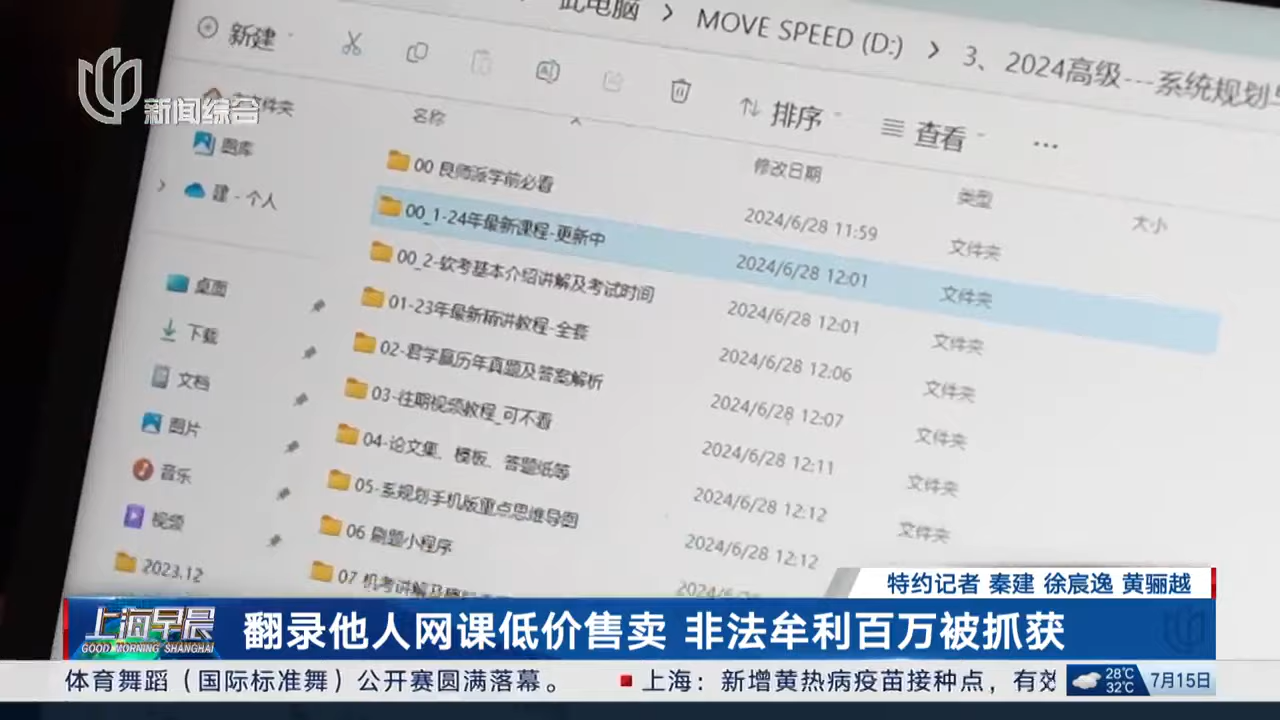 此电脑 > MOVE SPEED (D:) > 3、2024高级---系统规划与
新建
排序
查看
...
新闻综合
主文件夹
图库
建 - 个人
桌面
下载
文档
图片
音乐
视频
2023.12
名称 修改日期 类型 大小
00 良师派学前必看 2024/6/28 11:59 文件夹
00_1-24年最新课程-更新中 2024/6/28 12:01 文件夹
00_2-软考基本介绍讲解及考试时间 2024/6/28 12:01 文件夹
01-23年最新精讲教程-全套 2024/6/28 12:06 文件夹
02-君学赢历年真题及答案解析 2024/6/28 12:07 文件夹
03-往期视频教程_可不看 2024/6/28 12:11 文件夹
04-论文集、模板、答题纸等 2024/6/28 12:12 文件夹
05-系规划手机版重点思维导图 2024/6/28 12:12 文件夹
06 刷题小程序
07 机考讲解及
特约记者 秦建 徐宸逸 黄骊越
上海早晨
GOOD MORNING SHANGHAI
翻录他人网课低价售卖 非法牟利百万被抓获
体育舞蹈（国际标准舞）公开赛圆满落幕。 ■ 上海：新增黄热病疫苗接种点，有效
28℃
32℃
7月15日